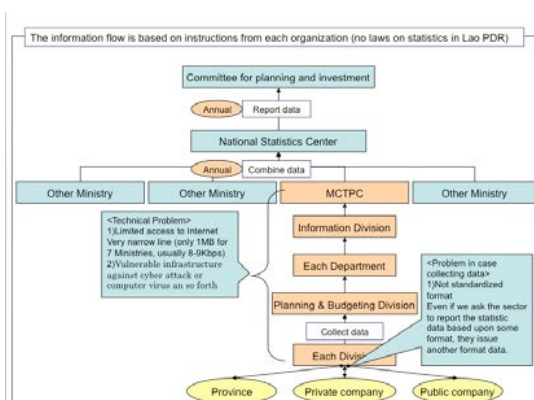 The information flow is based on instructions from each organization (no laws on statistics in Lao PDR)
Committee for planning and investment
Annual
Report data
National Statistics Center
Annual
Combine data
Other Ministry
Other Ministry
MCTPC
Other Ministry
<Technical Problem>
1)Limited access to Internet
Very narrow line (only 1MB for
7 Ministries, usually 8-9Kbps)
2)Vulnerable infrastructure
against cyber attack or
computer virus an so forth
Information Division
Each Department
Planning & Budgeting Division
Collect data
Each Divisi
<Problem in case
collecting data>
1)Not standardized
format
Even if we ask the sector
to report the statistic
data based upon some
format, they issue
another format data.
Province
Private company
Public company